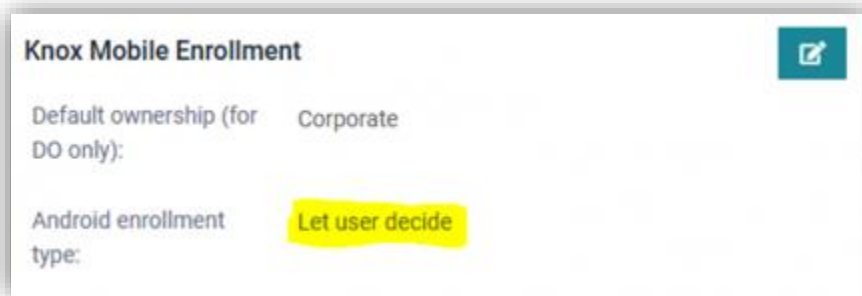 Knox Mobile Enrollment
Default ownership (for Corporate
DO only):
Android enrollment Let user decide
type: